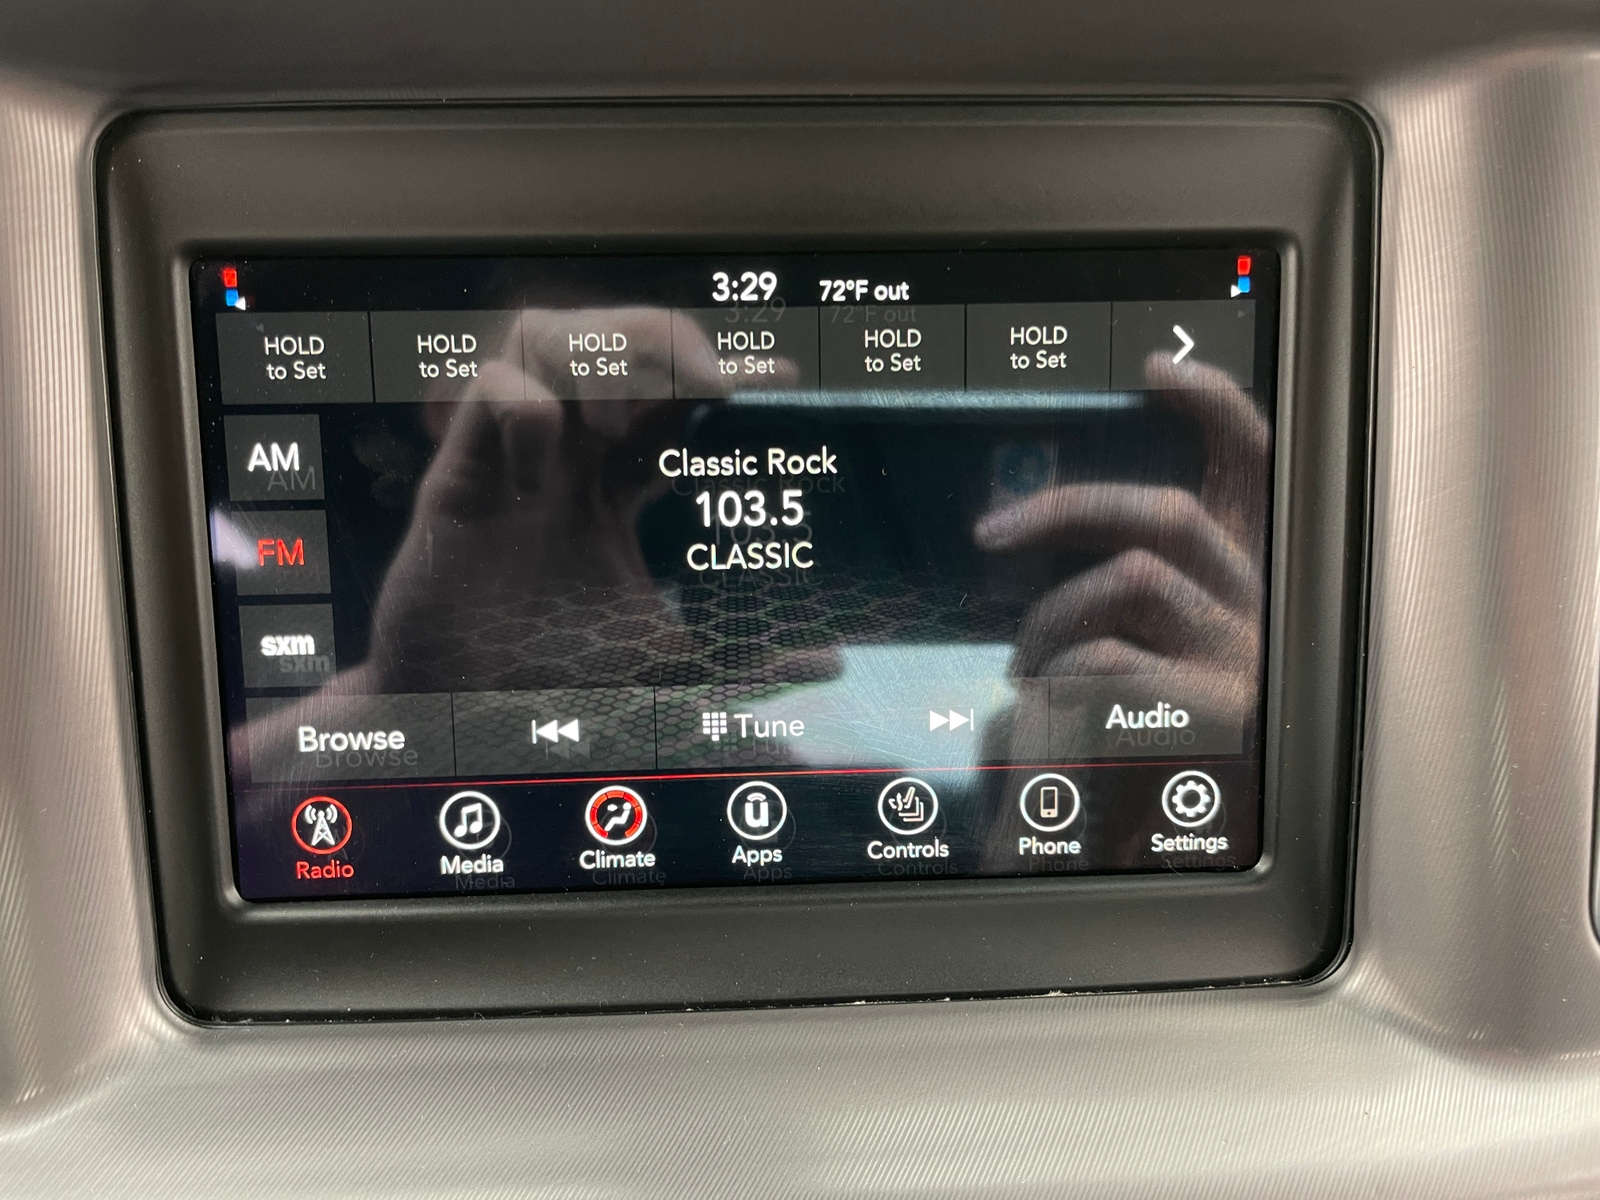 3:29 72°F out
HOLD to Set
HOLD to Set
HOLD to Set
HOLD to Set
HOLD to Set
HOLD to Set
AM
FM
sxm
Classic Rock
103.5
CLASSIC
Browse
Tune
Audio
Radio
Media
Climate
Apps
Controls
Phone
Settings